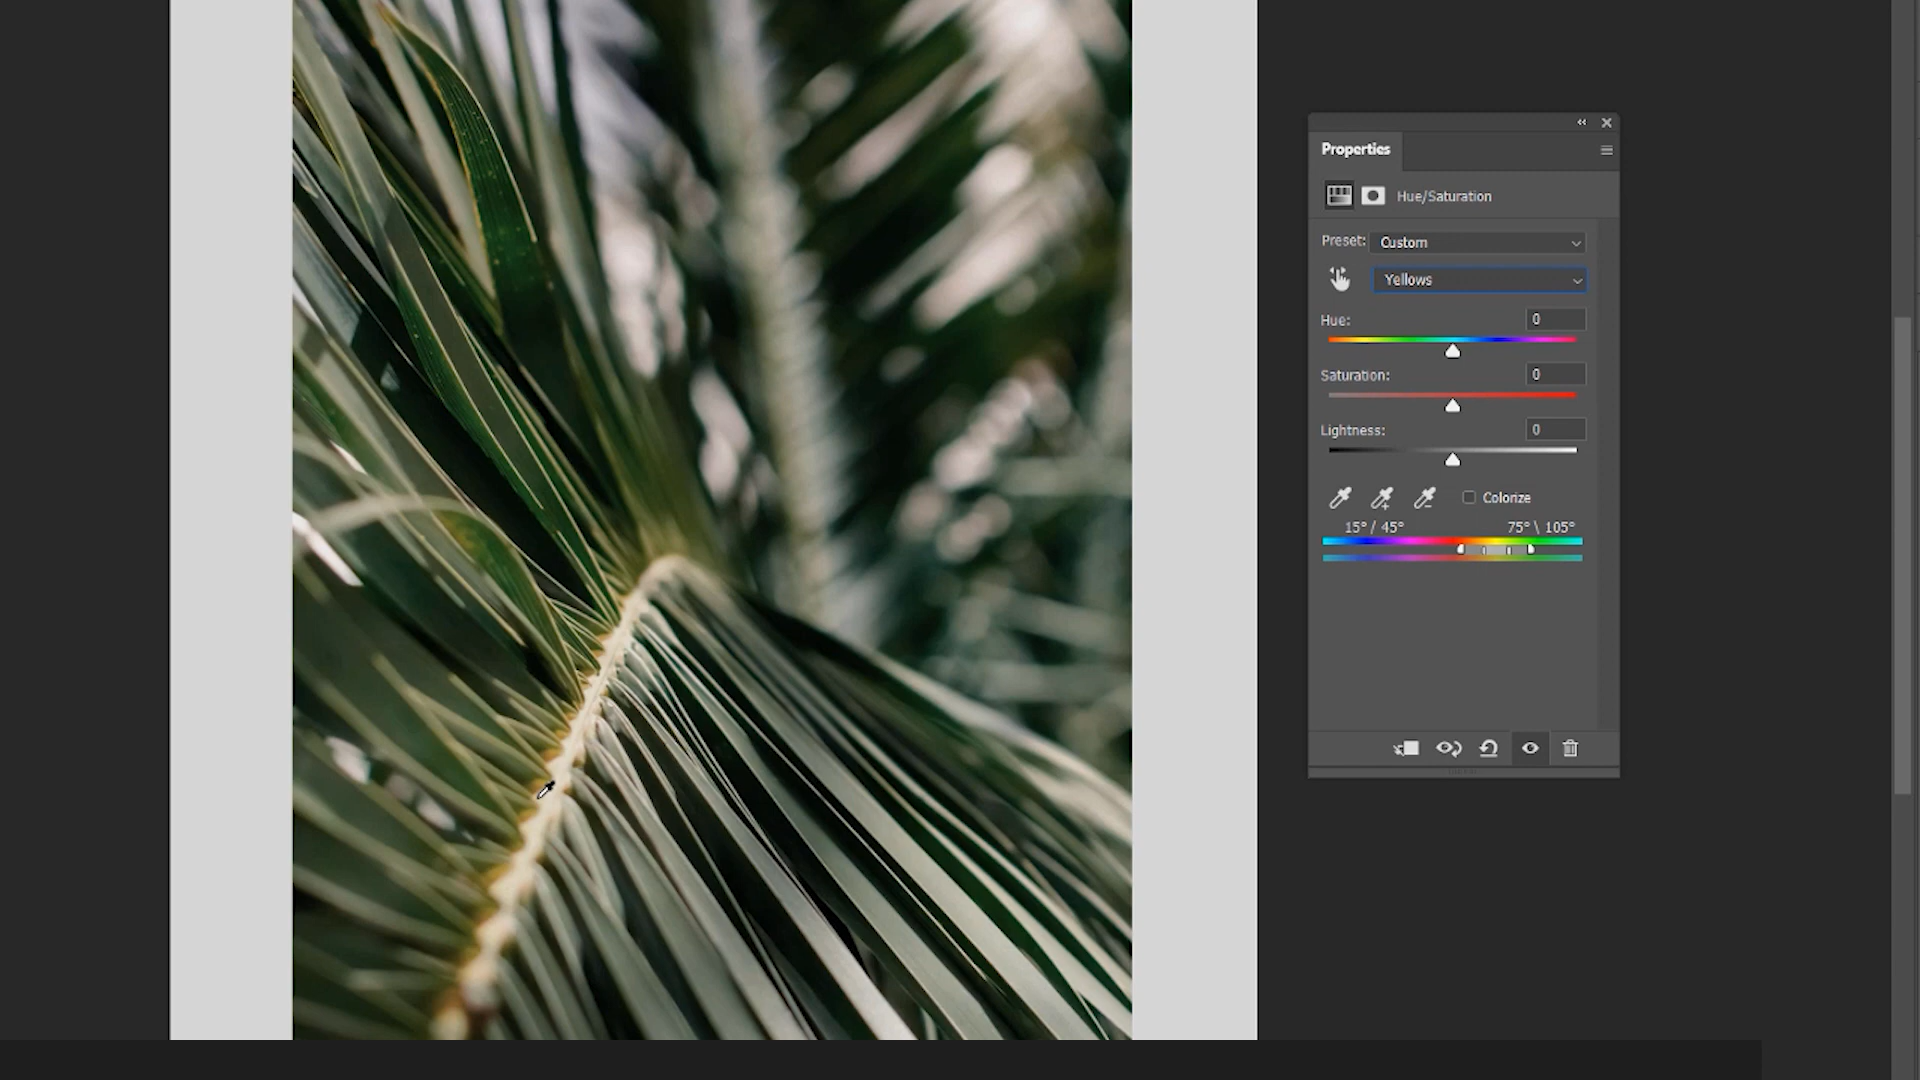 Properties
Hue/Saturation
Preset: Custom
Yellows
Hue: 0
Saturation: 0
Lightness: 0
Colorize
15° / 45° 75° \ 105°